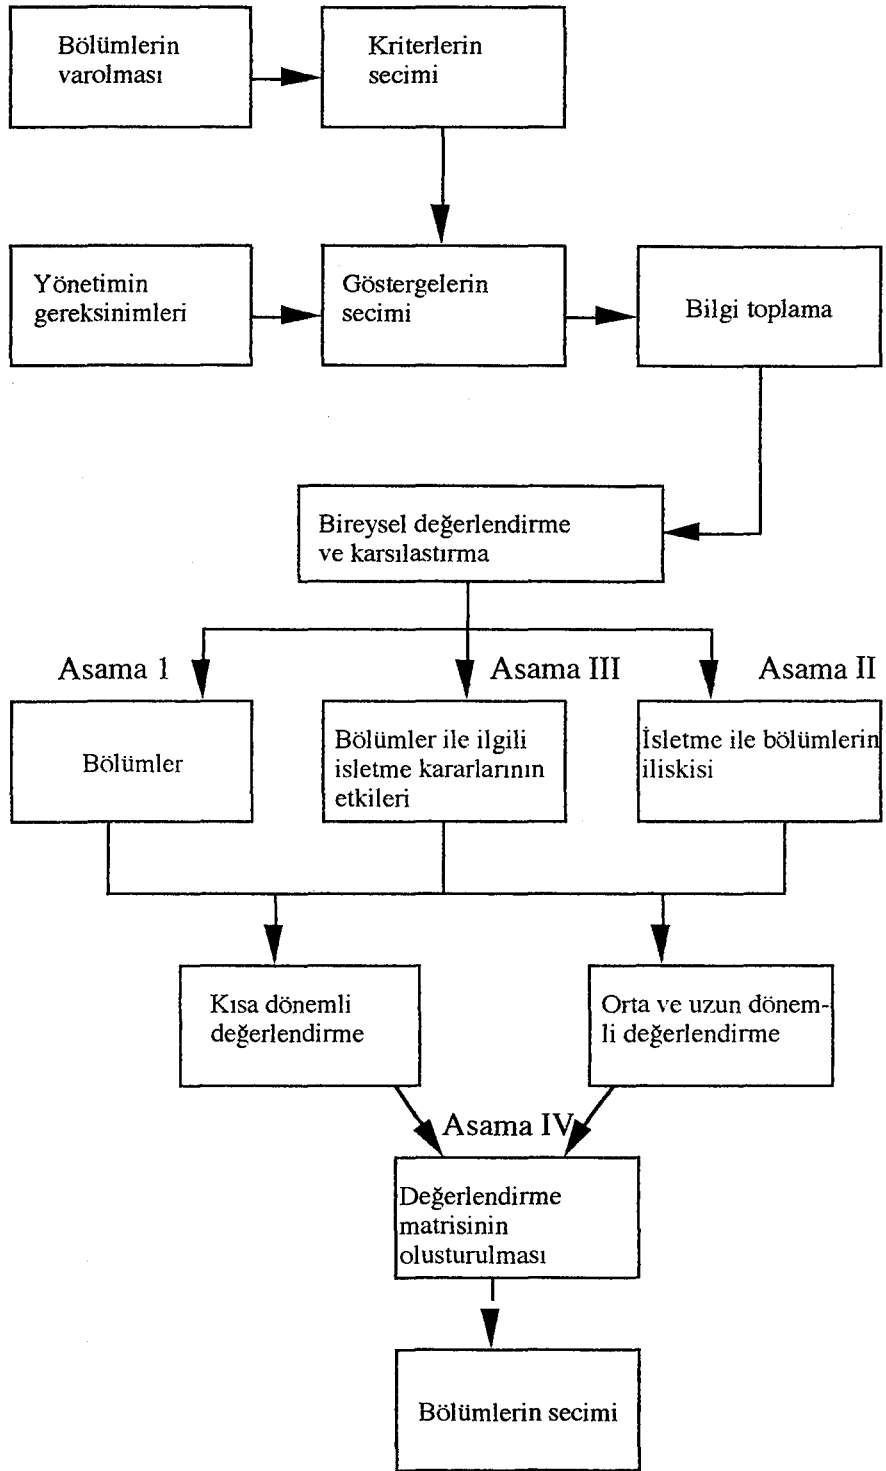 Bölümlerin
varolması
Kriterlerin
secimi
Yönetimin
gereksinimleri
Göstergelerin
secimi
Bilgi toplama
Bireysel değerlendirme
ve karsılastırma
Asama 1
Asama III
Asama II
Bölümler
Bölümler ile ilgili
isletme kararlarının
etkileri
İsletme ile bölümlerin
iliskisi
Kısa dönemli
değerlendirme
Orta ve uzun dönem-
li değerlendirme
Asama IV
Değerlendirme
matrisinin
olusturulması
Bölümlerin secimi